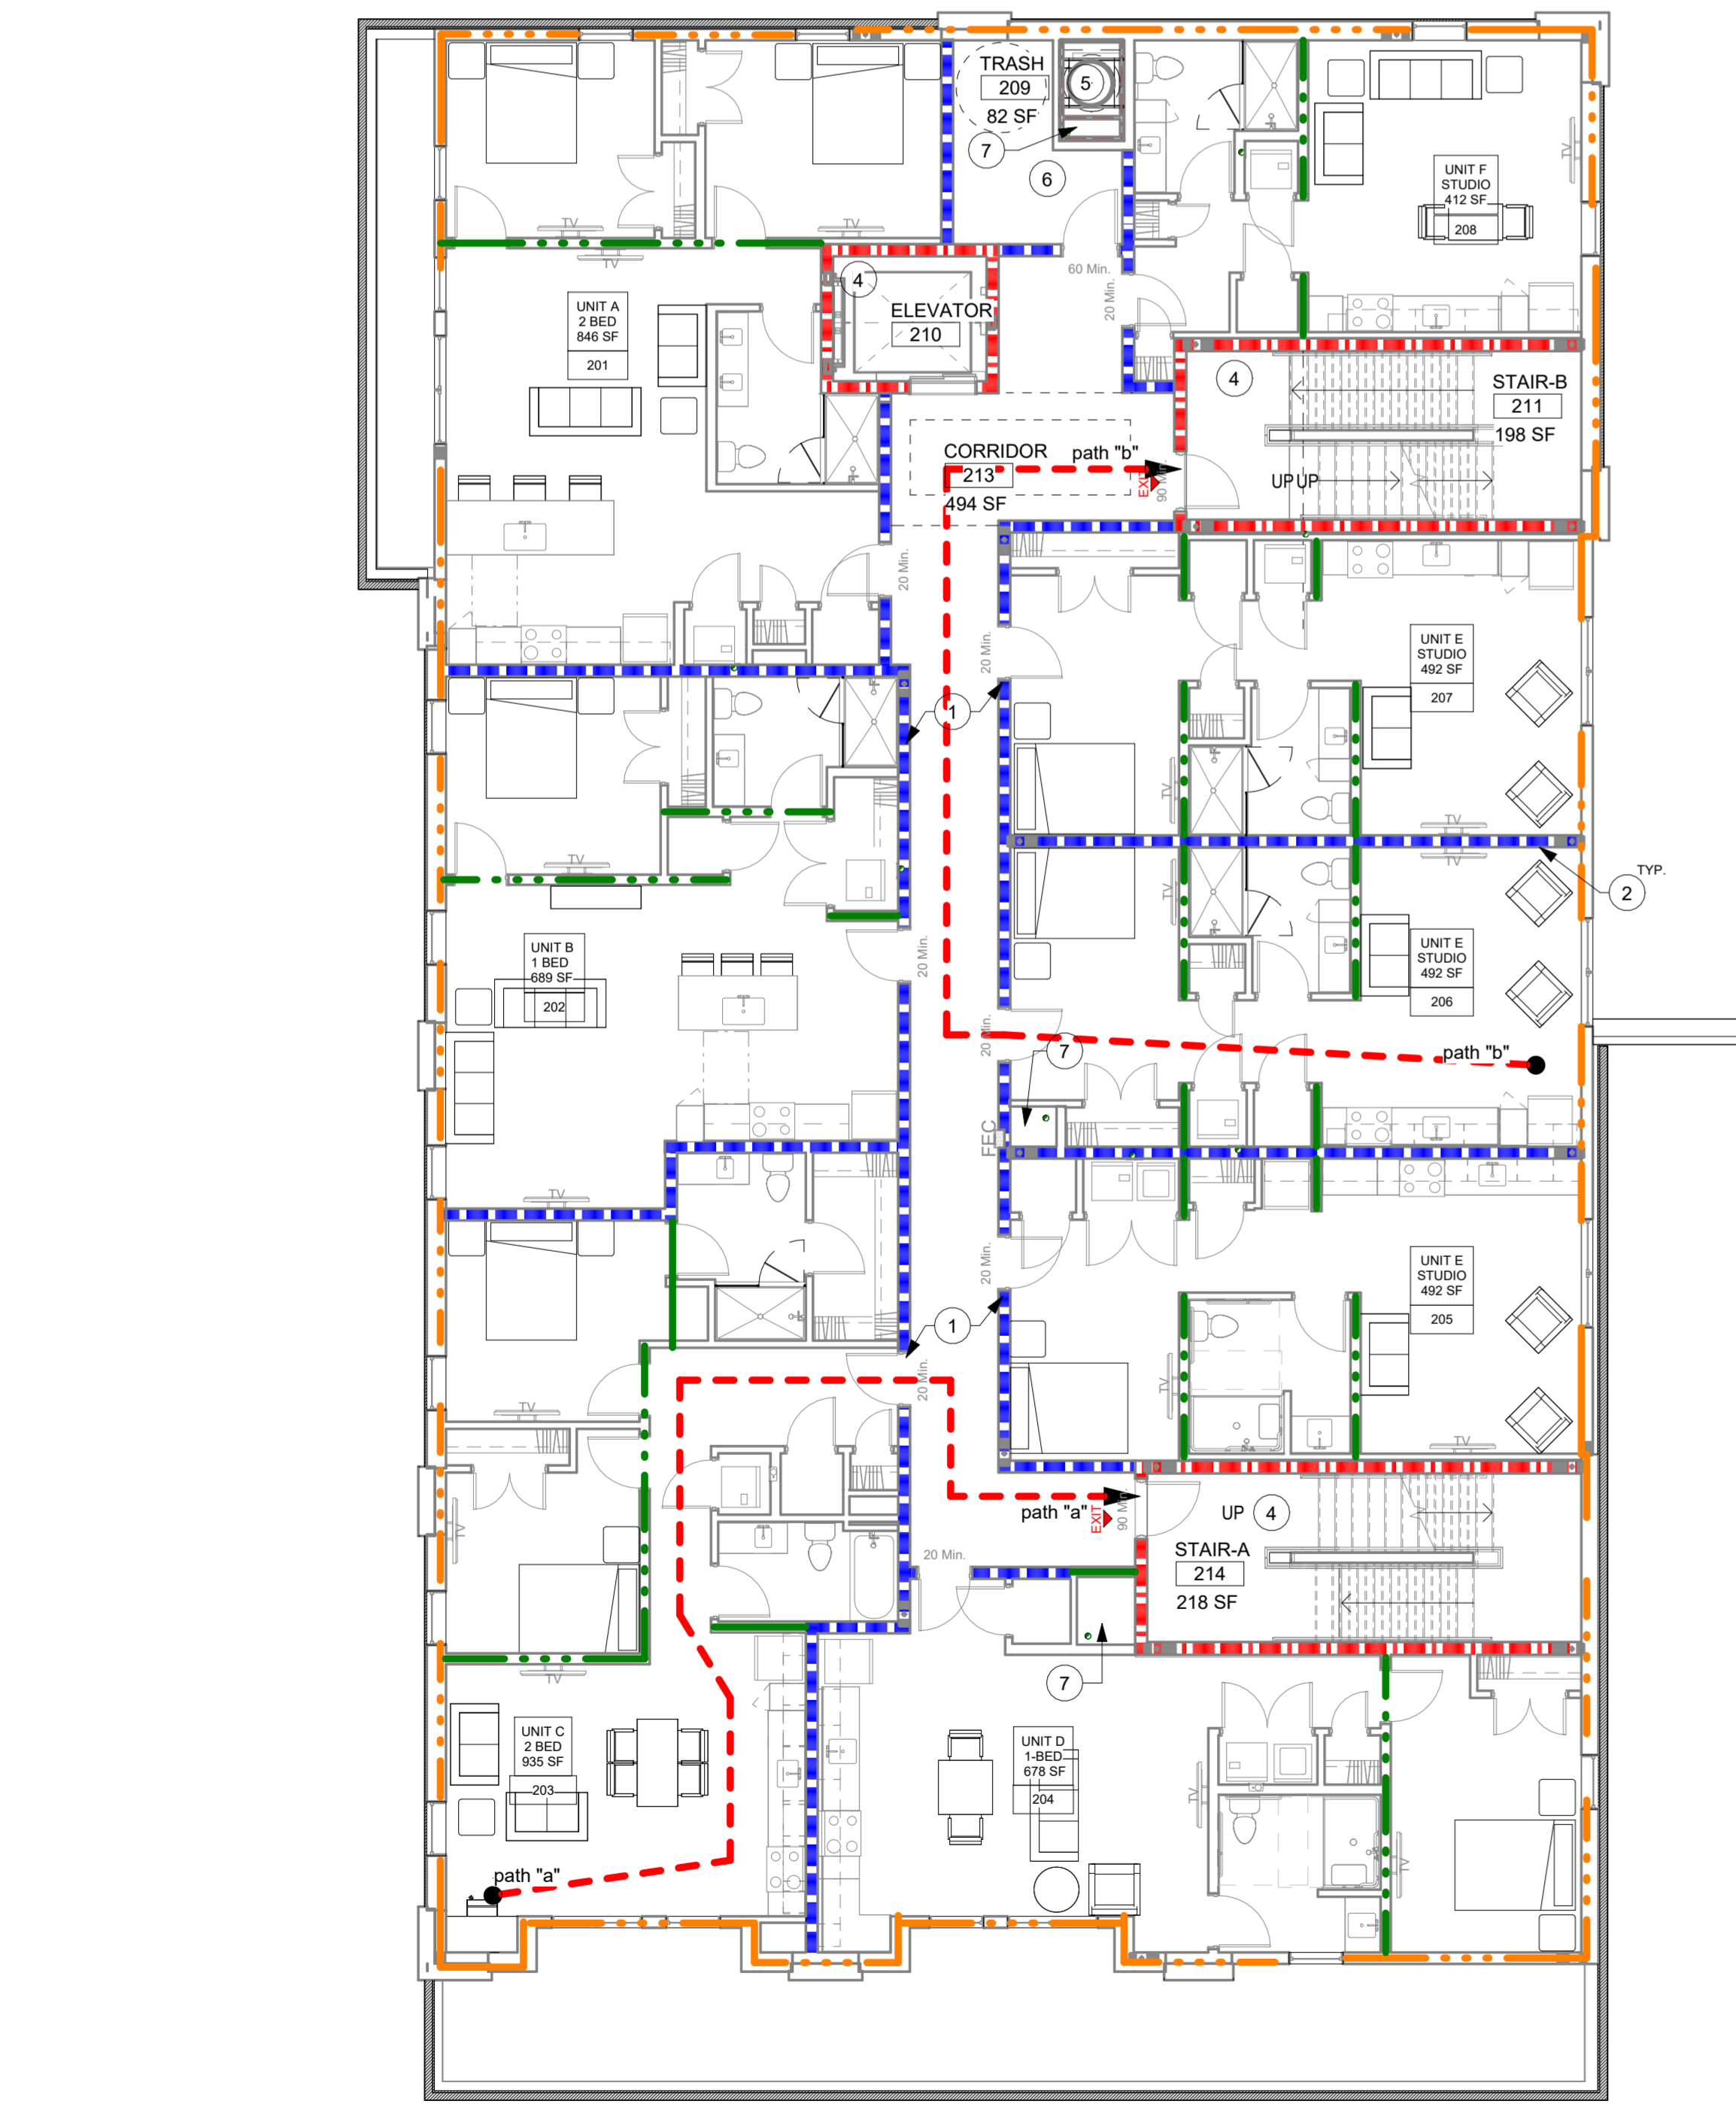 TRASH
209
82 SF
5
7
6
TV
UNIT F
STUDIO
412 SF
208
TV
TV
TV
60 Min.
20 Min.
4
ELEVATOR
210
UNIT A
2 BED
846 SF
201
4
STAIR-B
211
198 SF
CORRIDOR
213
494 SF
path "b"
EXIT
90 Min.
UP
UP
20 Min.
20 Min.
UNIT E
STUDIO
492 SF
207
1
TV
TV
TV
TV
TV
TYP.
2
UNIT B
1 BED
689 SF
202
20 Min.
UNIT E
STUDIO
492 SF
206
20 Min.
7
path "b"
FEC
TV
20 Min.
UNIT E
STUDIO
492 SF
205
1
20 Min.
TV
TV
TV
path "a"
EXIT
90 Min.
UP
4
TV
20 Min.
STAIR-A
214
218 SF
TV
7
UNIT C
2 BED
935 SF
203
UNIT D
1-BED
678 SF
204
TV
TV
path "a"